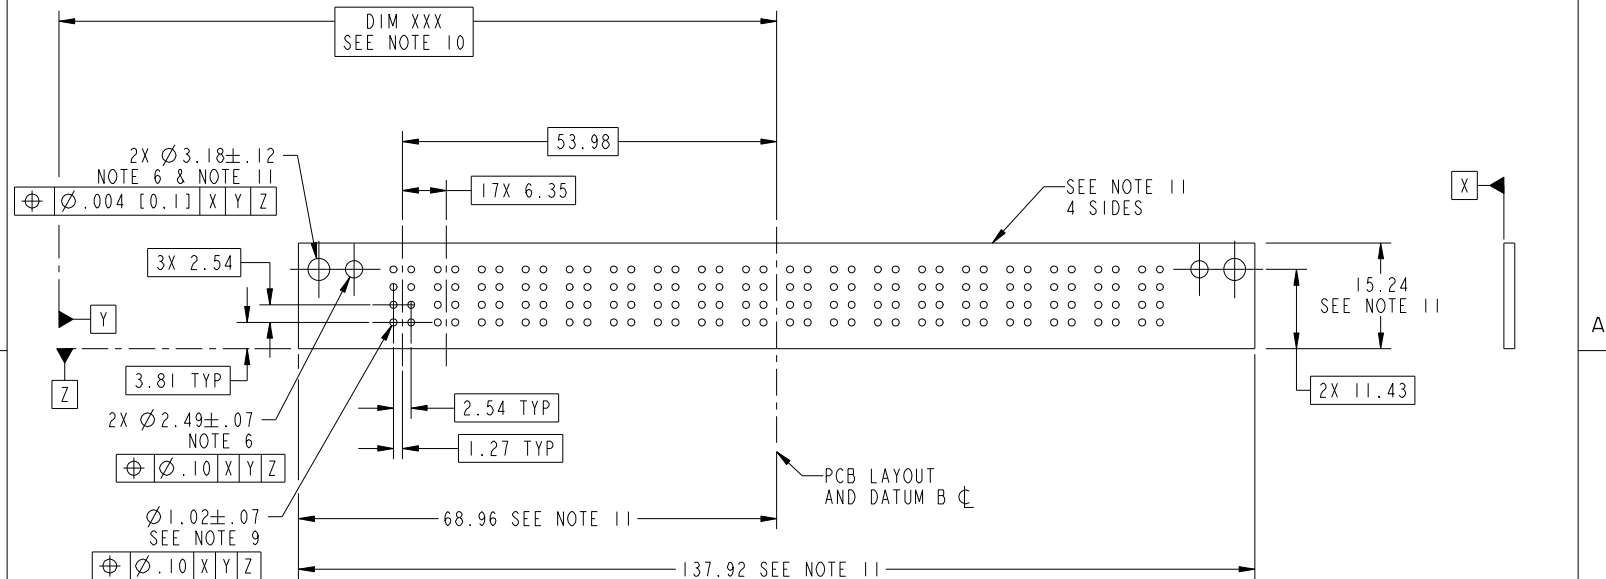 DIM XXX
SEE NOTE 10
53.98
2X Ø3.18±.12
NOTE 6 & NOTE 11
⌖ Ø.004 [0.1] X Y Z
17X 6.35
SEE NOTE 11
4 SIDES
X
3X 2.54
15.24
SEE NOTE 11
Y
A
3.81 TYP
Z
2X 11.43
2X Ø2.49±.07
NOTE 6
⌖ Ø.10 X Y Z
2.54 TYP
1.27 TYP
PCB LAYOUT
AND DATUM B ℄
Ø1.02±.07
SEE NOTE 9
⌖ Ø.10 X Y Z
68.96 SEE NOTE 11
137.92 SEE NOTE 11